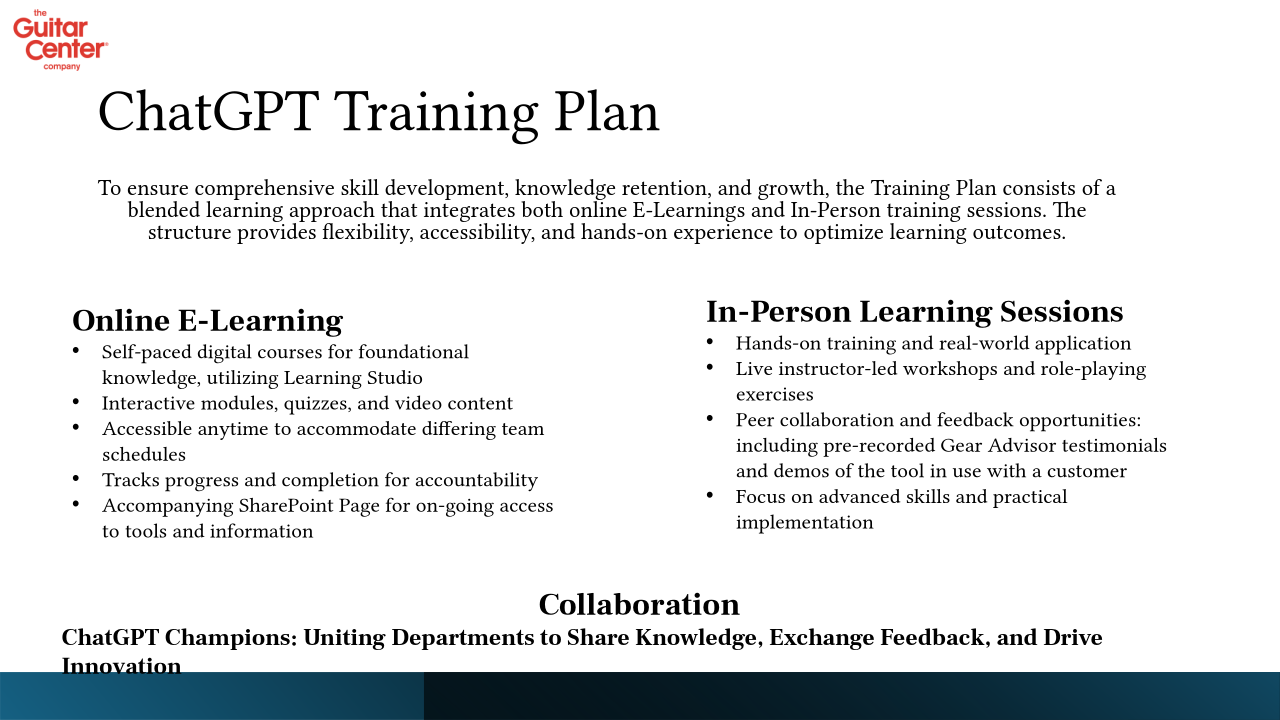 the
Guitar
Center
company
ChatGPT Training Plan
To ensure comprehensive skill development, knowledge retention, and growth, the Training Plan consists of a
blended learning approach that integrates both online E-Learnings and In-Person training sessions. The
structure provides flexibility, accessibility, and hands-on experience to optimize learning outcomes.
Online E-Learning
• Self-paced digital courses for foundational
knowledge, utilizing Learning Studio
• Interactive modules, quizzes, and video content
• Accessible anytime to accommodate differing team
schedules
• Tracks progress and completion for accountability
• Accompanying SharePoint Page for on-going access
to tools and information
In-Person Learning Sessions
• Hands-on training and real-world application
• Live instructor-led workshops and role-playing
exercises
• Peer collaboration and feedback opportunities:
including pre-recorded Gear Advisor testimonials
and demos of the tool in use with a customer
• Focus on advanced skills and practical
implementation
Collaboration
ChatGPT Champions: Uniting Departments to Share Knowledge, Exchange Feedback, and Drive
Innovation